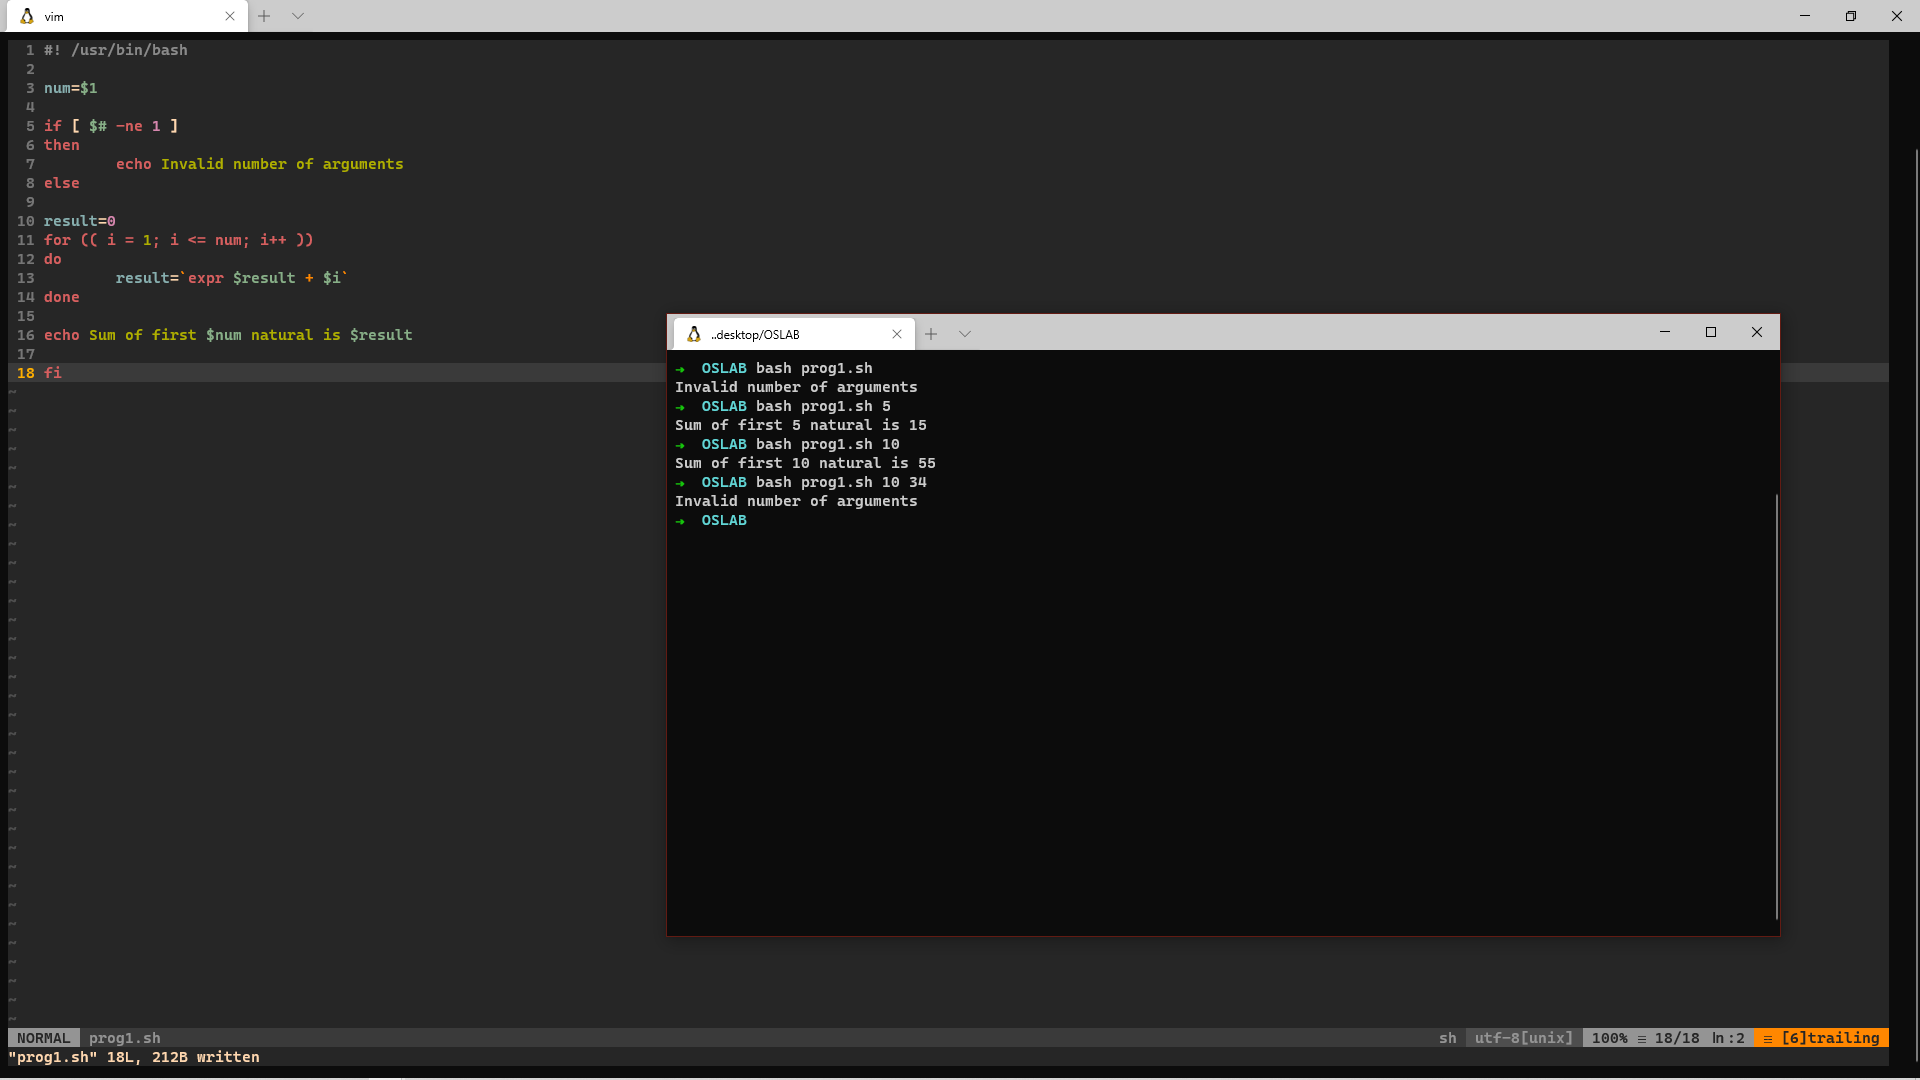 vim
1 #! /usr/bin/bash
2
3 num=$1
4
5 if [ $# -ne 1 ]
6 then
7         echo Invalid number of arguments
8 else
9
10 result=0
11 for (( i = 1; i <= num; i++ ))
12 do
13         result=`expr $result + $i`
14 done
15
16 echo Sum of first $num natural is $result
17
18 fi
..desktop/OSLAB
➜  OSLAB bash prog1.sh
Invalid number of arguments
➜  OSLAB bash prog1.sh 5
Sum of first 5 natural is 15
➜  OSLAB bash prog1.sh 10
Sum of first 10 natural is 55
➜  OSLAB bash prog1.sh 10 34
Invalid number of arguments
➜  OSLAB
NORMAL prog1.sh sh utf-8[unix] 100% ≡ 18/18 ln:2 ≡ [6]trailing
"prog1.sh" 18L, 212B written